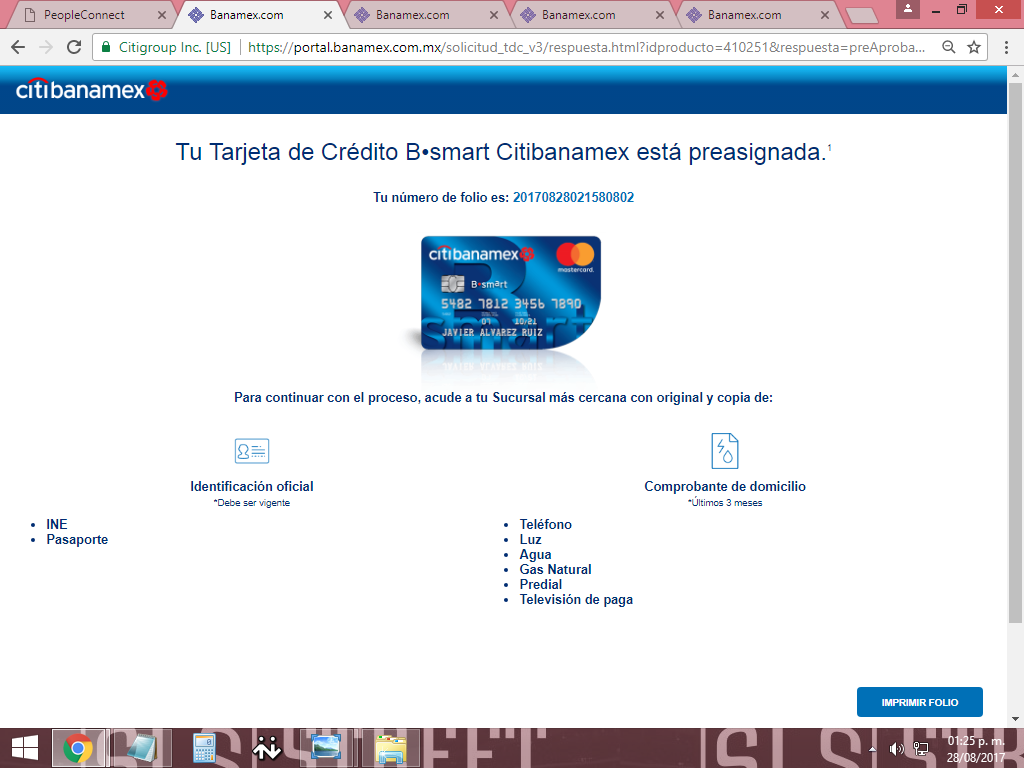 PeopleConnect
Banamex.com
Banamex.com
Banamex.com
Banamex.com
Citigroup Inc. [US] https://portal.banamex.com.mx/solicitud_tdc_v3/respuesta.html?idproducto=410251&respuesta=preAproba...
citibanamex
Tu Tarjeta de Crédito B•smart Citibanamex está preasignada.1
Tu número de folio es: 20170828021580802
citibanamex
mastercard.
B•smart
5482 7812 3456 7890
07 10/21
JAVIER ALVAREZ RUIZ
smart
Para continuar con el proceso, acude a tu Sucursal más cercana con original y copia de:
Identificación oficial
*Debe ser vigente
• INE
• Pasaporte
Comprobante de domicilio
*Últimos 3 meses
• Teléfono
• Luz
• Agua
• Gas Natural
• Predial
• Televisión de paga
IMPRIMIR FOLIO
01:25 p. m.
28/08/2017